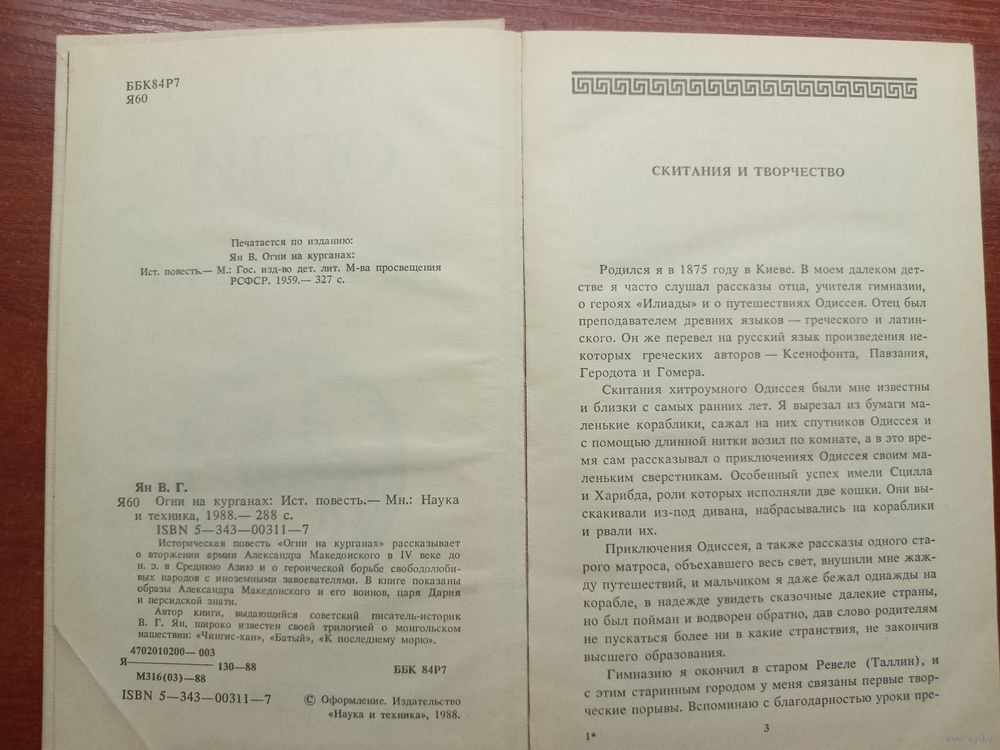 ББК84Р7
Я60
Печатается по изданию:
Ян В. Огни на курганах:
Ист. повесть.— М.: Гос. изд-во дет. лит. М-ва просвещения
РСФСР. 1959.— 327 с.
Ян В. Г.
Я60 Огни на курганах: Ист. повесть.— Мн.: Наука
и техника, 1988.— 288 с.
ISBN 5—343—00311—7
Историческая повесть «Огни на курганах» рассказывает
о вторжении армии Александра Македонского в IV веке до
н. э. в Среднюю Азию и о героической борьбе свободолюби-
вых народов с иноземными завоевателями. В книге показаны
образы Александра Македонского и его воинов, царя Дария
и персидской знати.
Автор книги, выдающийся советский писатель-историк
В. Г. Ян, широко известен своей трилогией о монгольском
нашествии: «Чингис-хан», «Батый», «К последнему морю».
4702010200—003
Я———————— 130—88
М316(03)—88
ББК 84Р7
ISBN 5—343—00311—7
© Оформление. Издательство
«Наука и техника», 1988.
СКИТАНИЯ И ТВОРЧЕСТВО
Родился я в 1875 году в Киеве. В моем далеком дет-
стве я часто слушал рассказы отца, учителя гимназии,
о героях «Илиады» и о путешествиях Одиссея. Отец был
преподавателем древних языков — греческого и латин-
ского. Он же перевел на русский язык произведения не-
которых греческих авторов — Ксенофонта, Павзания,
Геродота и Гомера.
Скитания хитроумного Одиссея были мне известны
и близки с самых ранних лет. Я вырезал из бумаги ма-
ленькие кораблики, сажал на них спутников Одиссея и
с помощью длинной нитки возил по комнате, а в это вре-
мя сам рассказывал о приключениях Одиссея своим ма-
леньким сверстникам. Особенный успех имели Сцилла
и Харибда, роли которых исполняли две кошки. Они вы-
скакивали из-под дивана, набрасывались на кораблики
и рвали их.
Приключения Одиссея, а также рассказы одного ста-
рого матроса, объехавшего весь свет, внушили мне жаж-
ду путешествий, и мальчиком я даже бежал однажды на
корабле, в надежде увидеть сказочные далекие страны,
но был пойман и водворен обратно, дав слово родителям
не пускаться более ни в какие странствия, не закончив
высшего образования.
Гимназию я окончил в старом Ревеле (Таллин), и
с этим старинным городом у меня связаны первые твор-
ческие порывы. Вспоминаю с благодарностью уроки пре-
1*
3
www.ay.by